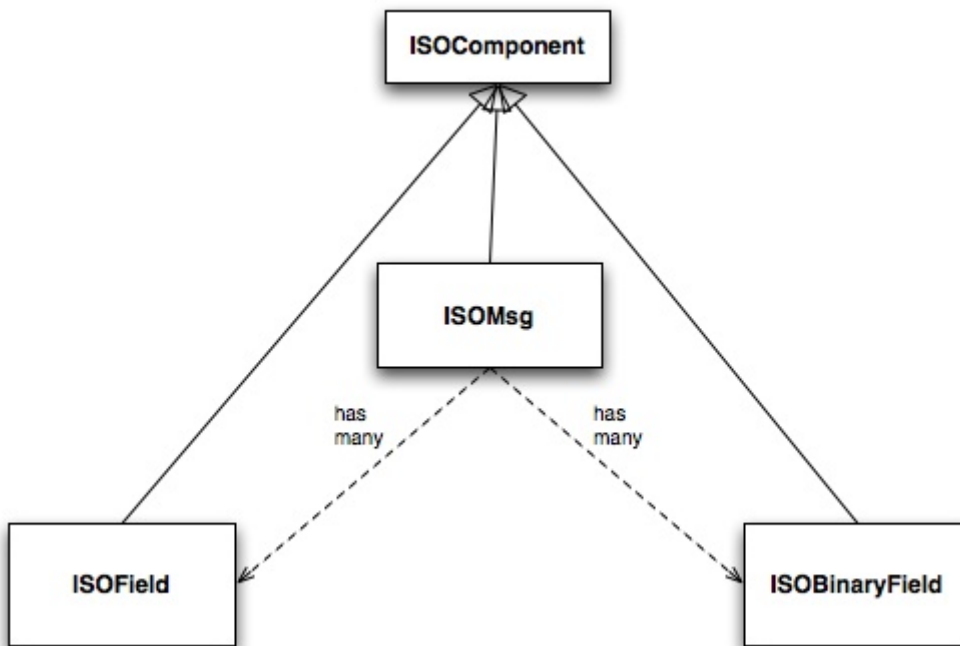 ISOComponent
ISOMsg
has
many
has
many
ISOField
ISOBinaryField